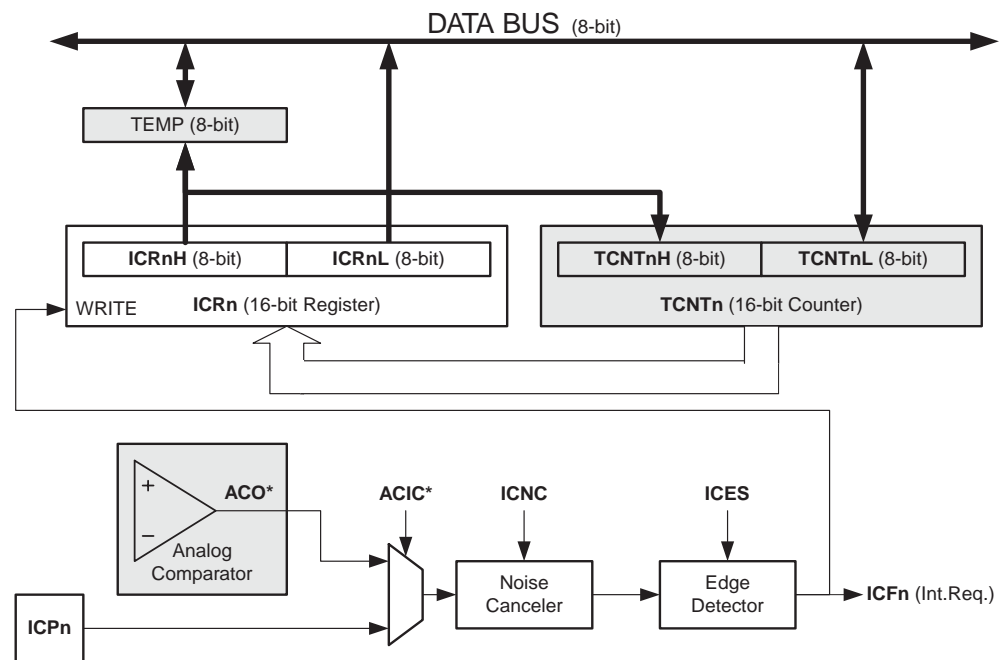 DATA BUS (8-bit)
TEMP (8-bit)
ICRnH (8-bit)
ICRnL (8-bit)
TCNTnH (8-bit)
TCNTnL (8-bit)
WRITE
ICRn (16-bit Register)
TCNTn (16-bit Counter)
+
−
ACO*
Analog
Comparator
ACIC*
ICNC
ICES
Noise
Canceler
Edge
Detector
ICFn (Int.Req.)
ICPn